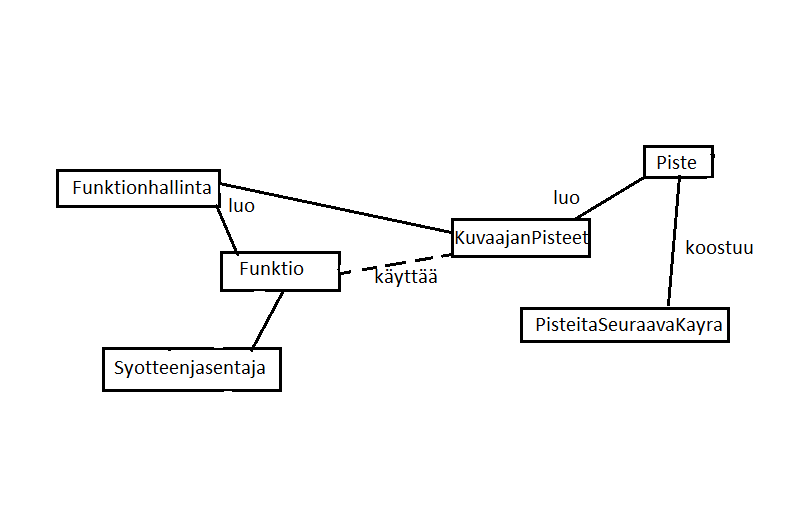 Piste
Funktionhallinta
luo
luo
KuvaajanPisteet
koostuu
Funktio
käyttää
PisteitaSeuraavaKayra
Syotteenjasentaja